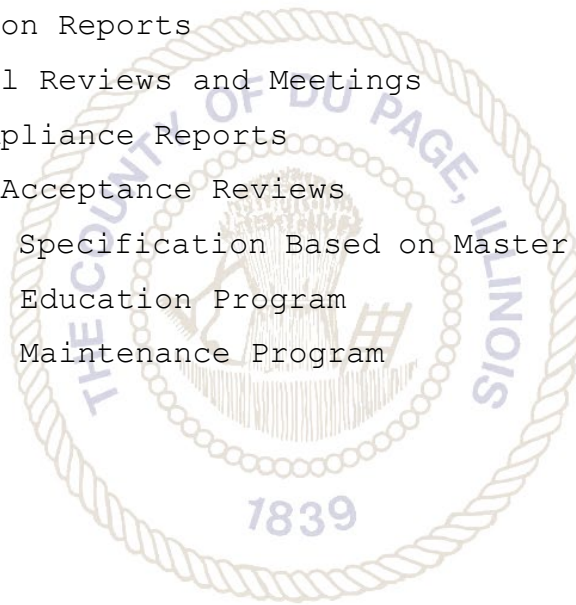 on Reports
l Reviews and Meetings
pliance Reports
Acceptance Reviews
Specification Based on Master
Education Program
Maintenance Program
THE COUNTY OF DU PAGE, ILLINOIS
1839